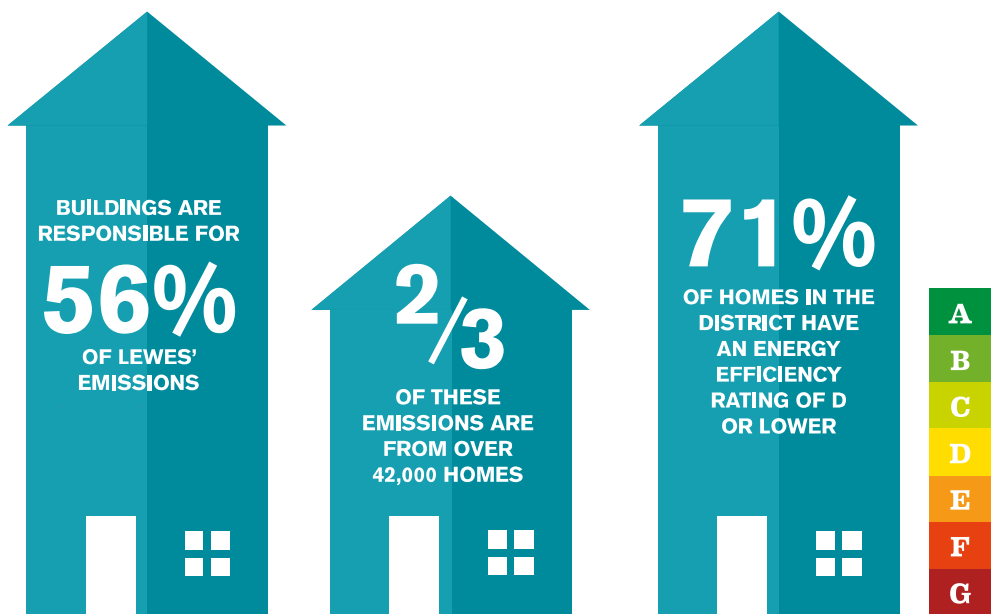 BUILDINGS ARE
RESPONSIBLE FOR
56%
OF LEWES’
EMISSIONS
2/3
OF THESE
EMISSIONS ARE
FROM OVER
42,000 HOMES
71%
OF HOMES IN THE
DISTRICT HAVE
AN ENERGY
EFFICIENCY
RATING OF D
OR LOWER
A
B
C
D
E
F
G